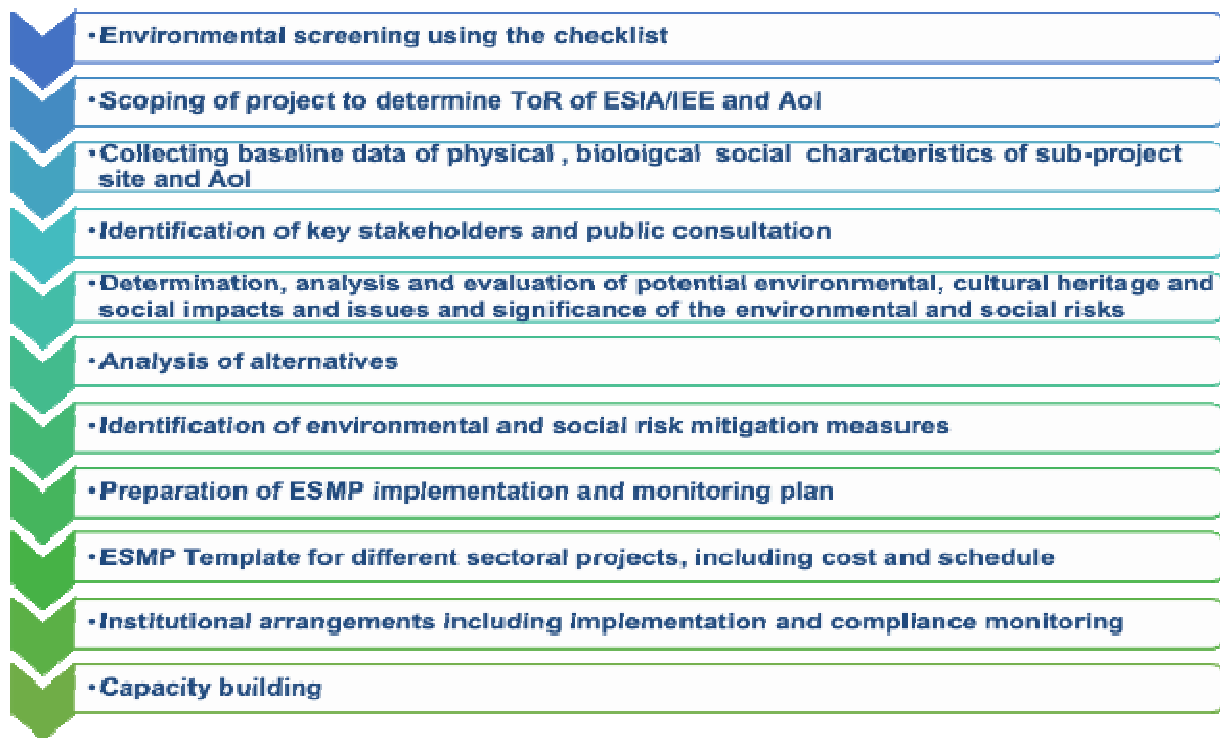 •Environmental screening using the checklist
•Scoping of project to determine ToR of ESIA/IEE and AoI
•Collecting baseline data of physical , bioloigcal social characteristics of sub-project
site and AoI
•Identification of key stakeholders and public consultation
•Determination, analysis and evaluation of potential environmental, cultural heritage and
social impacts and issues and significance of the environmental and social risks
•Analysis of alternatives
•Identification of environmental and social risk mitigation measures
•Preparation of ESMP implementation and monitoring plan
•ESMP Template for different sectoral projects, including cost and schedule
•Institutional arrangements including implementation and compliance monitoring
•Capacity building